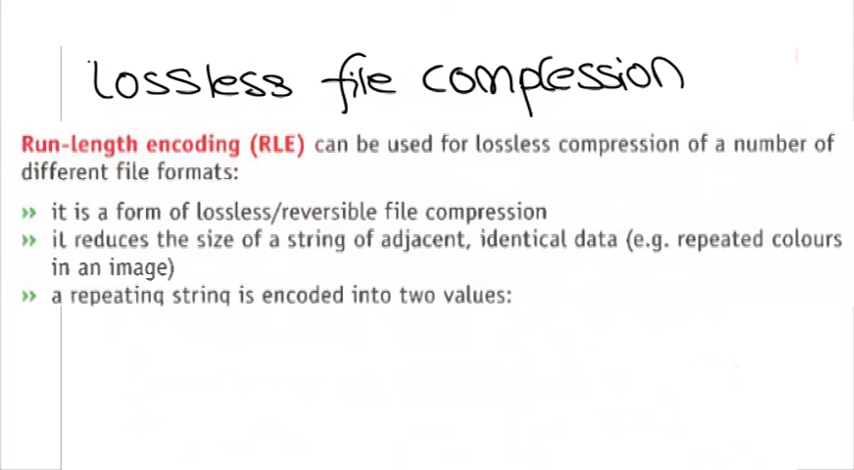 lossless file compression
Run-length encoding (RLE) can be used for lossless compression of a number of
different file formats:
» it is a form of lossless/reversible file compression
» it reduces the size of a string of adjacent, identical data (e.g. repeated colours
in an image)
» a repeating string is encoded into two values: